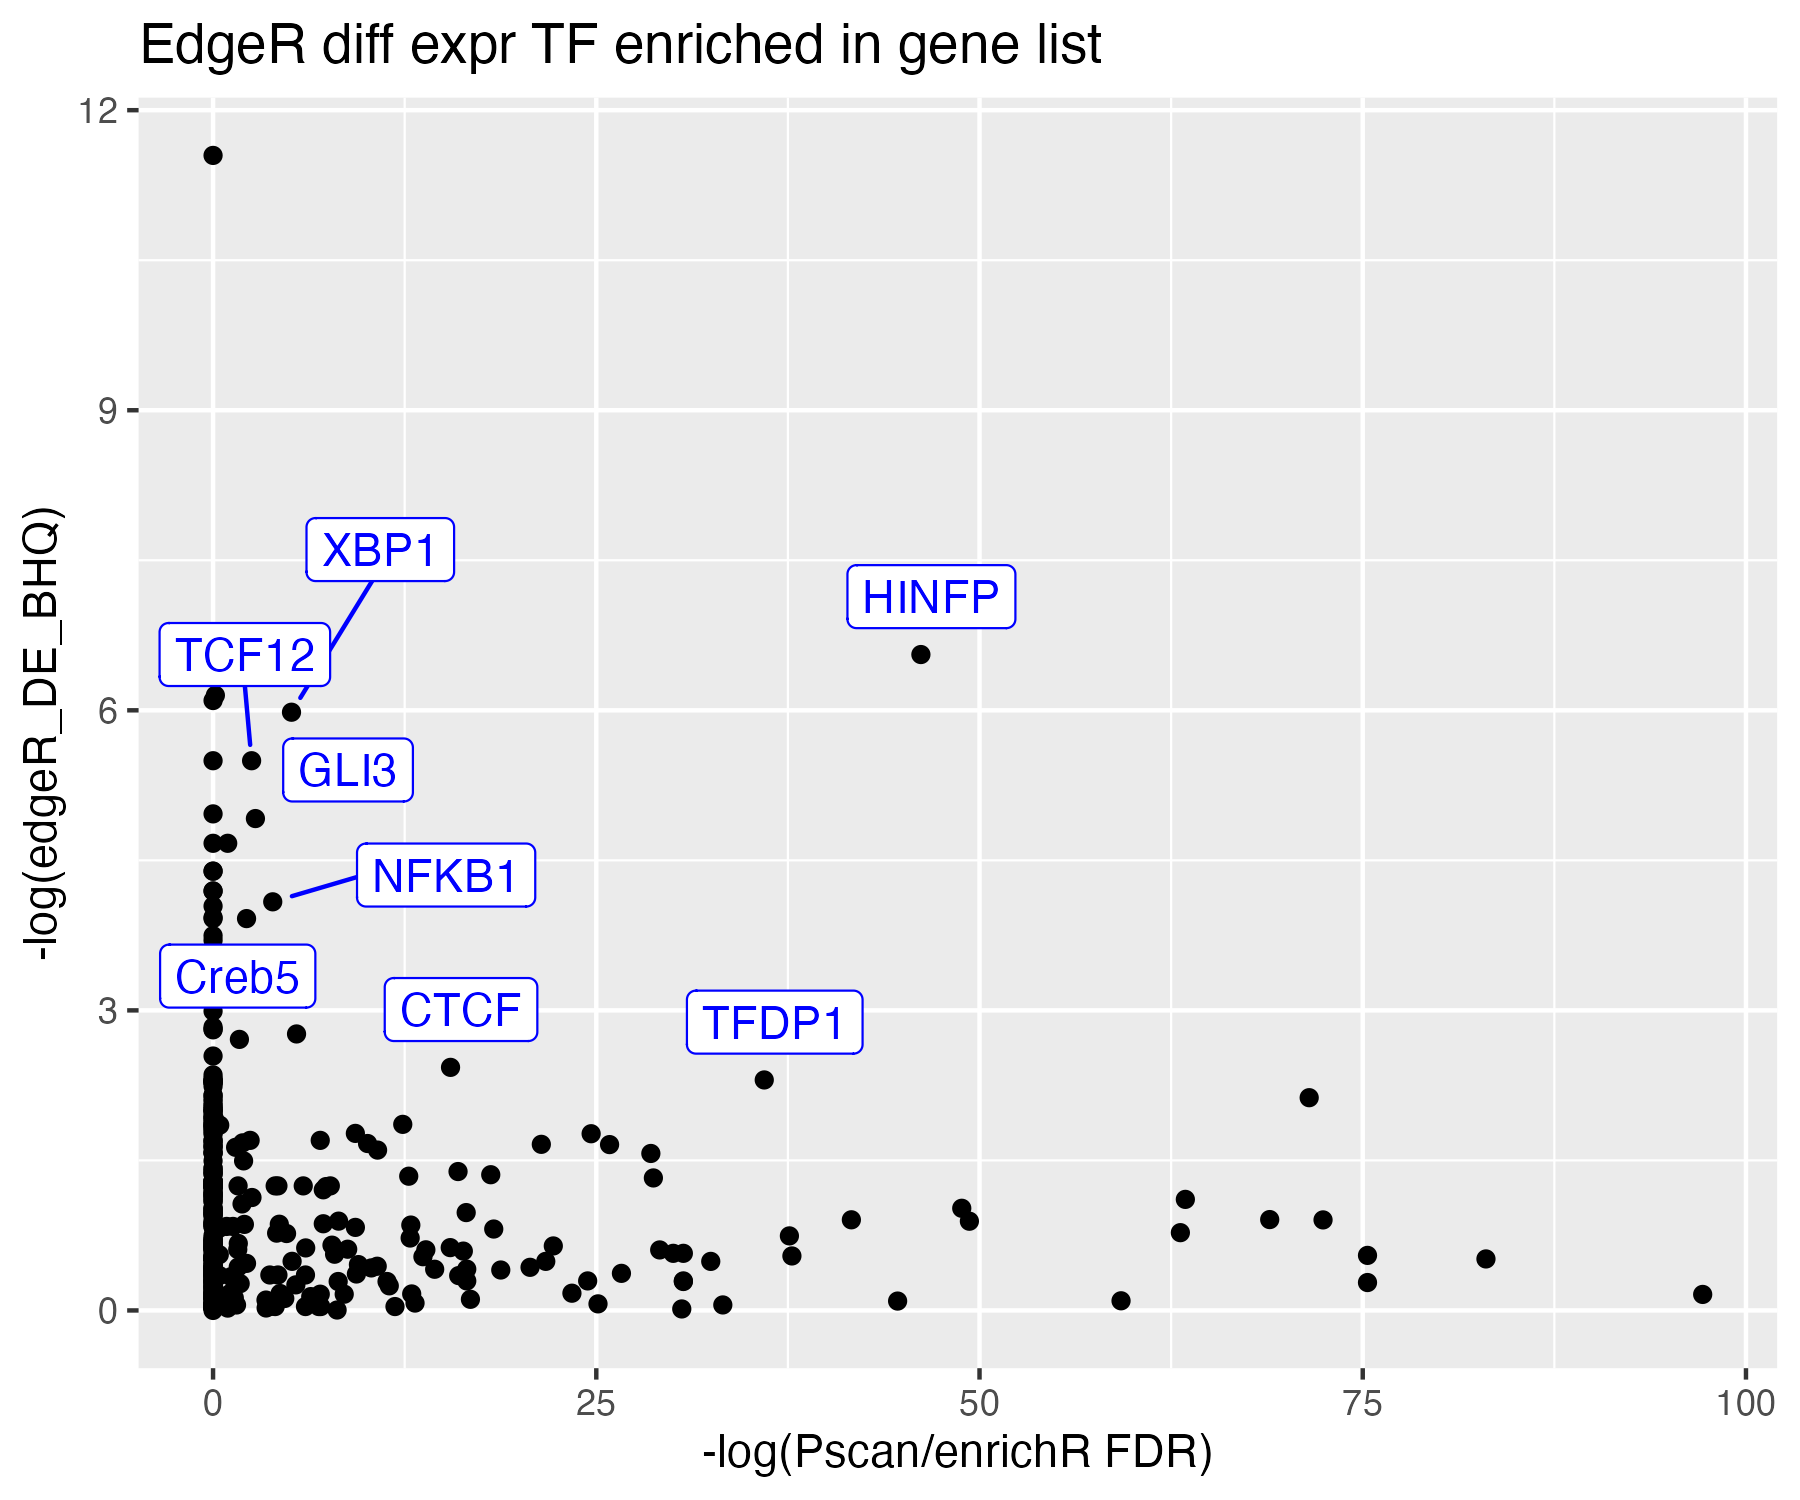 EdgeR diff expr TF enriched in gene list
12
9
6
3
0
-log(edgeR_DE_BHQ)
XBP1
HINFP
TCF12
GLI3
NFKB1
Creb5
CTCF
TFDP1
0
25
50
75
100
-log(Pscan/enrichR FDR)